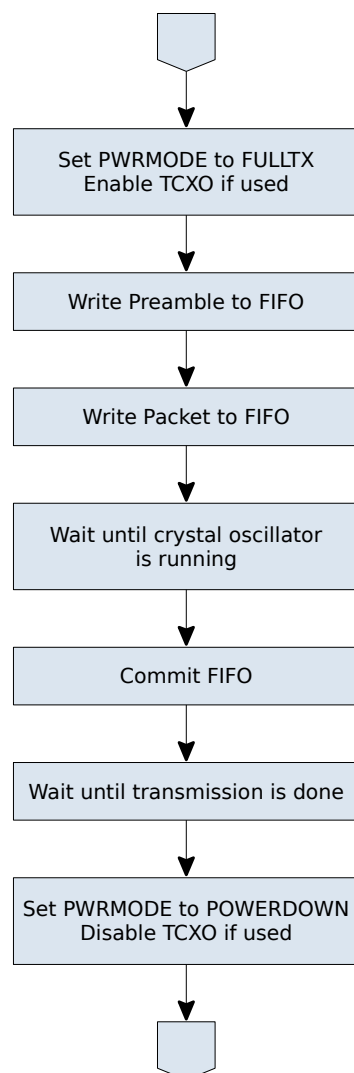 Set PWRMODE to FULLTX
Enable TCXO if used
Write Preamble to FIFO
Write Packet to FIFO
Wait until crystal oscillator
is running
Commit FIFO
Wait until transmission is done
Set PWRMODE to POWERDOWN
Disable TCXO if used